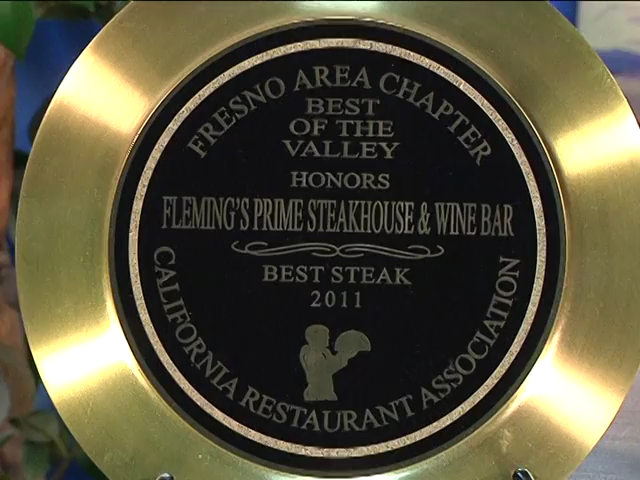 FRESNO AREA CHAPTER
BEST
OF THE
VALLEY
HONORS
FLEMING'S PRIME STEAKHOUSE & WINE BAR
BEST STEAK
2011
CALIFORNIA RESTAURANT ASSOCIATION